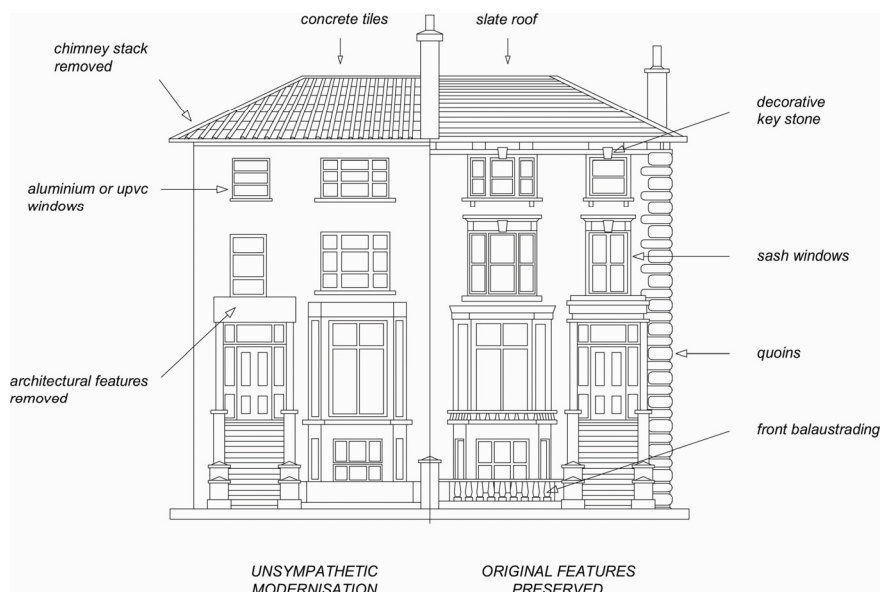 concrete tiles
slate roof
chimney stack
removed
decorative
key stone
aluminium or upvc
windows
sash windows
quoins
architectural features
removed
front balaustrading
UNSYMPATHETIC
MODERNISATION
ORIGINAL FEATURES
PRESERVED